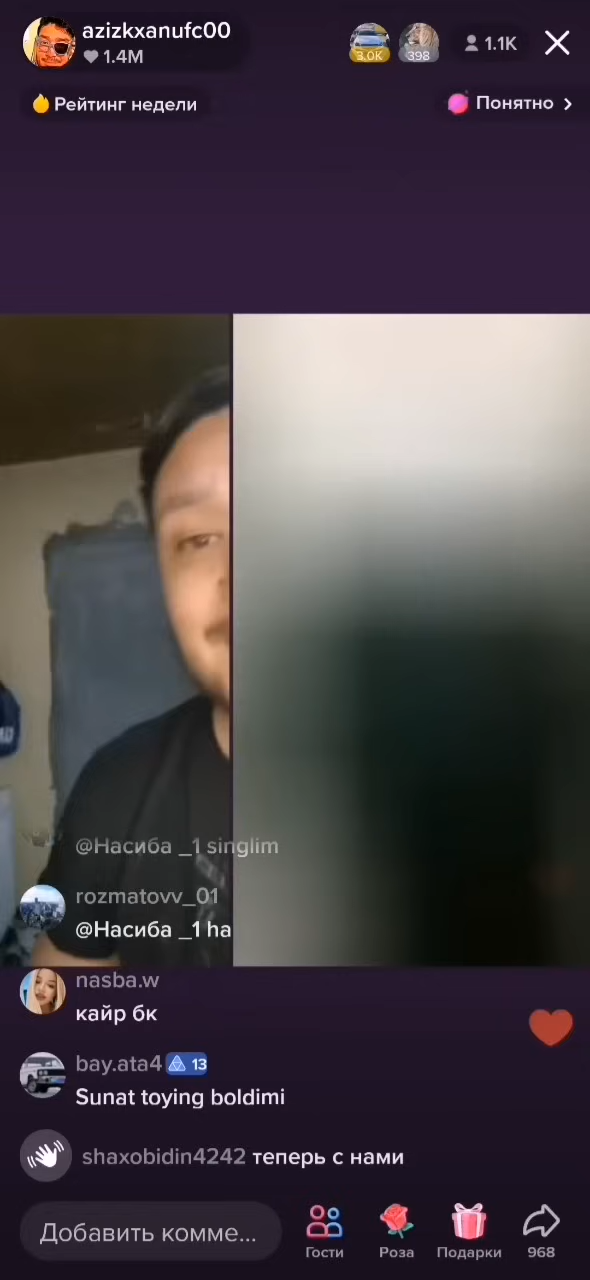 azizkxanufc00
1.4M
3.0K
398
1.1K
Рейтинг недели
Понятно
@Насиба _1 singlim
rozmatovv_01
@Насиба _1 ha
nasba.w
кайр бк
bay.ata4 13
Sunat toying boldimi
shaxobidin4242 теперь с нами
Добавить комме...
Гости
Роза
Подарки
968